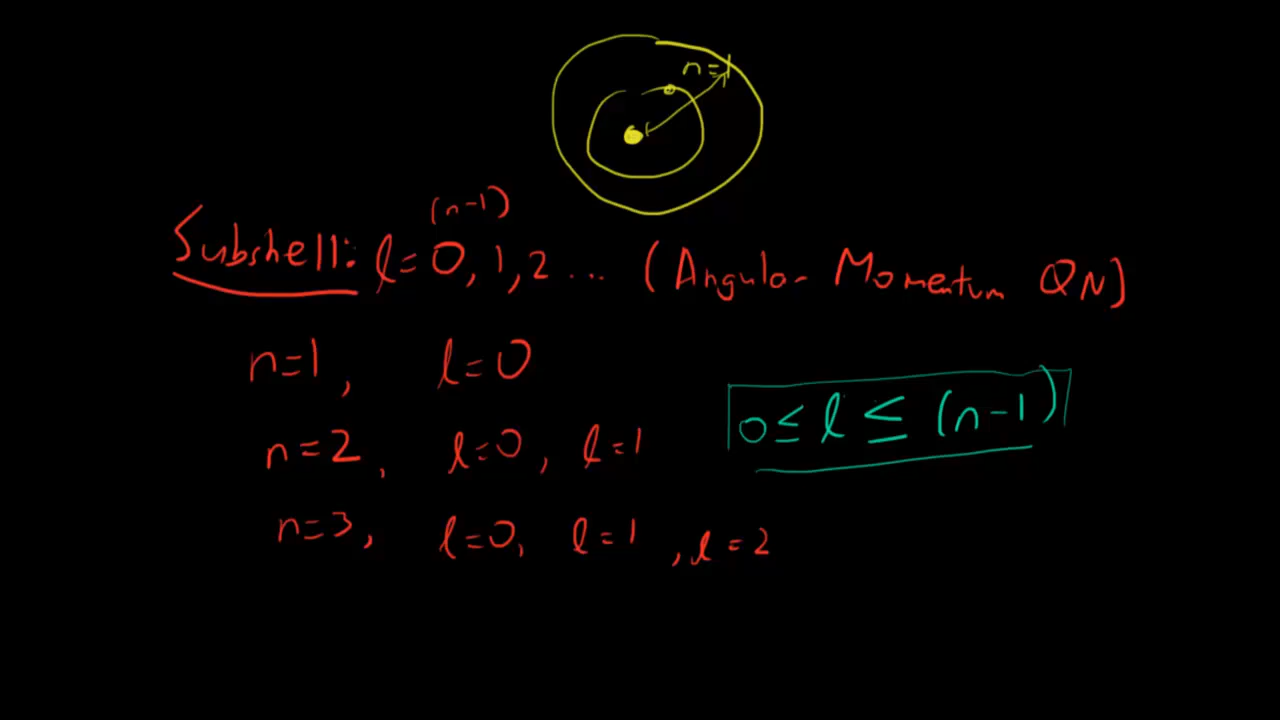 n=1
(n-1)
Subshell: l=0,1,2... (Angular Momentum QN)
n=1, l=0
0≤l≤(n-1)
n=2, l=0, l=1
n=3, l=0, l=1, l=2